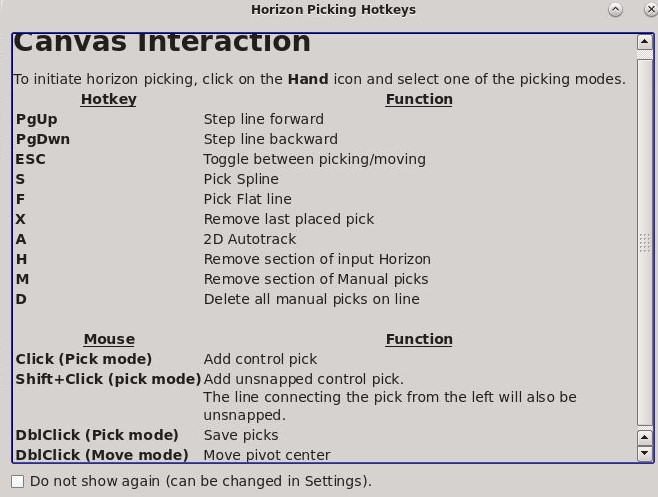 Horizon Picking Hotkeys
Canvas Interaction
To initiate horizon picking, click on the Hand icon and select one of the picking modes.
Hotkey Function
PgUp Step line forward
PgDwn Step line backward
ESC Toggle between picking/moving
S Pick Spline
F Pick Flat line
X Remove last placed pick
A 2D Autotrack
H Remove section of input Horizon
M Remove section of Manual picks
D Delete all manual picks on line
Mouse Function
Click (Pick mode) Add control pick
Shift+Click (pick mode) Add unsnapped control pick.
The line connecting the pick from the left will also be
unsnapped.
DblClick (Pick mode) Save picks
DblClick (Move mode) Move pivot center
Do not show again (can be changed in Settings).